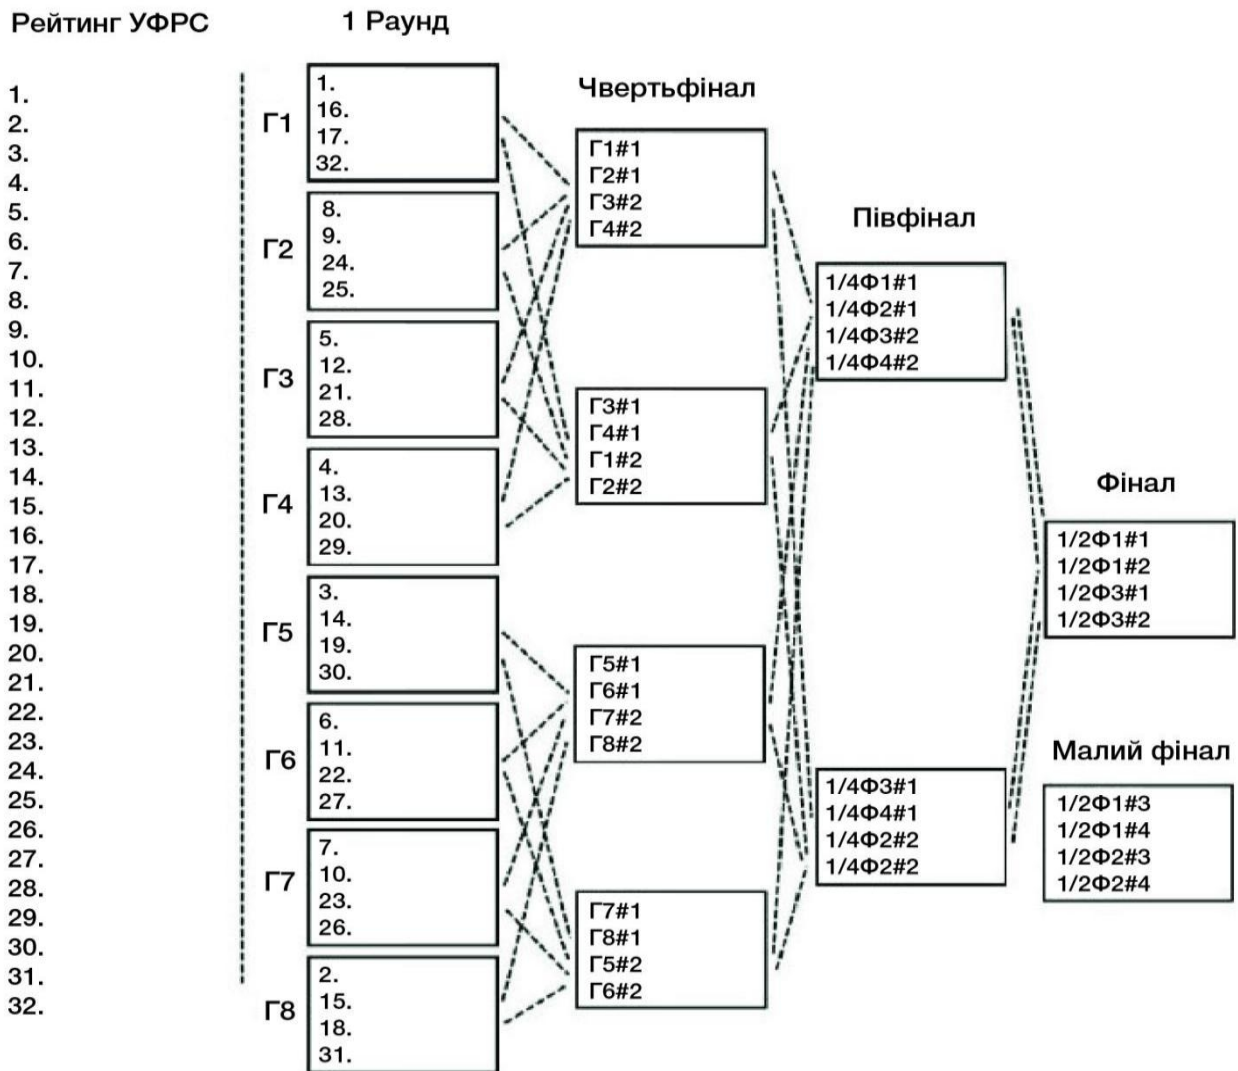 Рейтинг УФРС
1.
2.
3.
4.
5.
6.
7.
8.
9.
10.
11.
12.
13.
14.
15.
16.
17.
18.
19.
20.
21.
22.
23.
24.
25.
26.
27.
28.
29.
30.
31.
32.
1 Раунд
Г1
1.
16.
17.
32.
Г2
8.
9.
24.
25.
Г3
5.
12.
21.
28.
Г4
4.
13.
20.
29.
Г5
3.
14.
19.
30.
Г6
6.
11.
22.
27.
Г7
7.
10.
23.
26.
Г8
2.
15.
18.
31.
Чвертьфінал
Г1#1
Г2#1
Г3#2
Г4#2
Г3#1
Г4#1
Г1#2
Г2#2
Г5#1
Г6#1
Г7#2
Г8#2
Г7#1
Г8#1
Г5#2
Г6#2
Півфінал
1/4Ф1#1
1/4Ф2#1
1/4Ф3#2
1/4Ф4#2
1/4Ф3#1
1/4Ф4#1
1/4Ф2#2
1/4Ф2#2
Фінал
1/2Ф1#1
1/2Ф1#2
1/2Ф3#1
1/2Ф3#2
Малий фінал
1/2Ф1#3
1/2Ф1#4
1/2Ф2#3
1/2Ф2#4